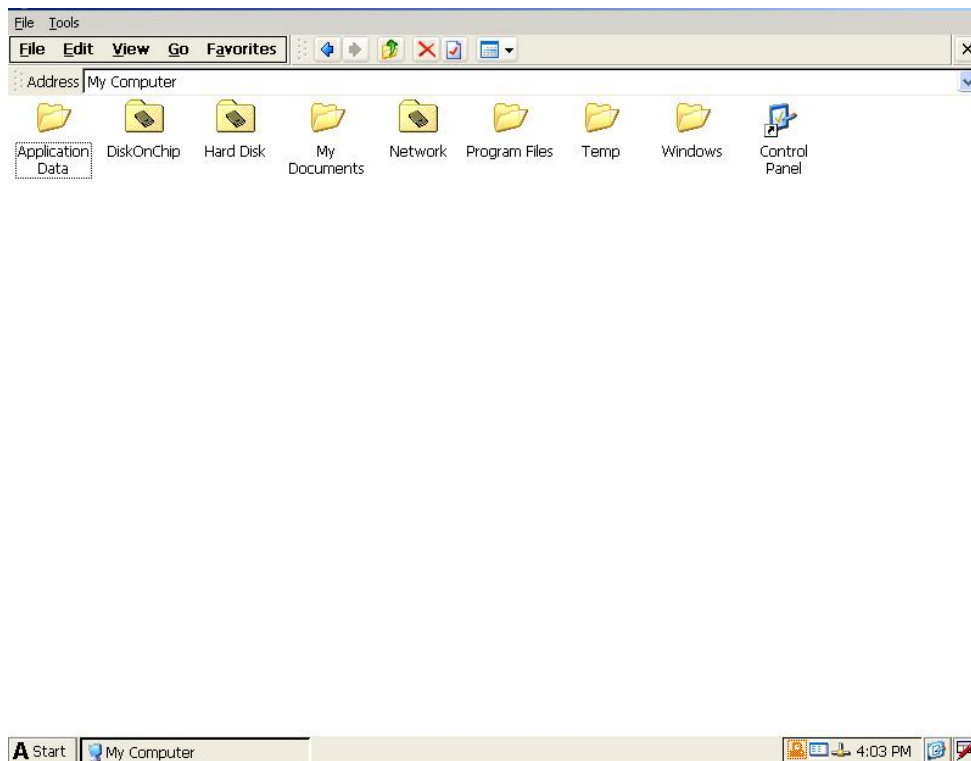 File Tools
File Edit View Go Favorites
Address My Computer
Application Data
DiskOnChip
Hard Disk
My Documents
Network
Program Files
Temp
Windows
Control Panel
A Start
My Computer
4:03 PM